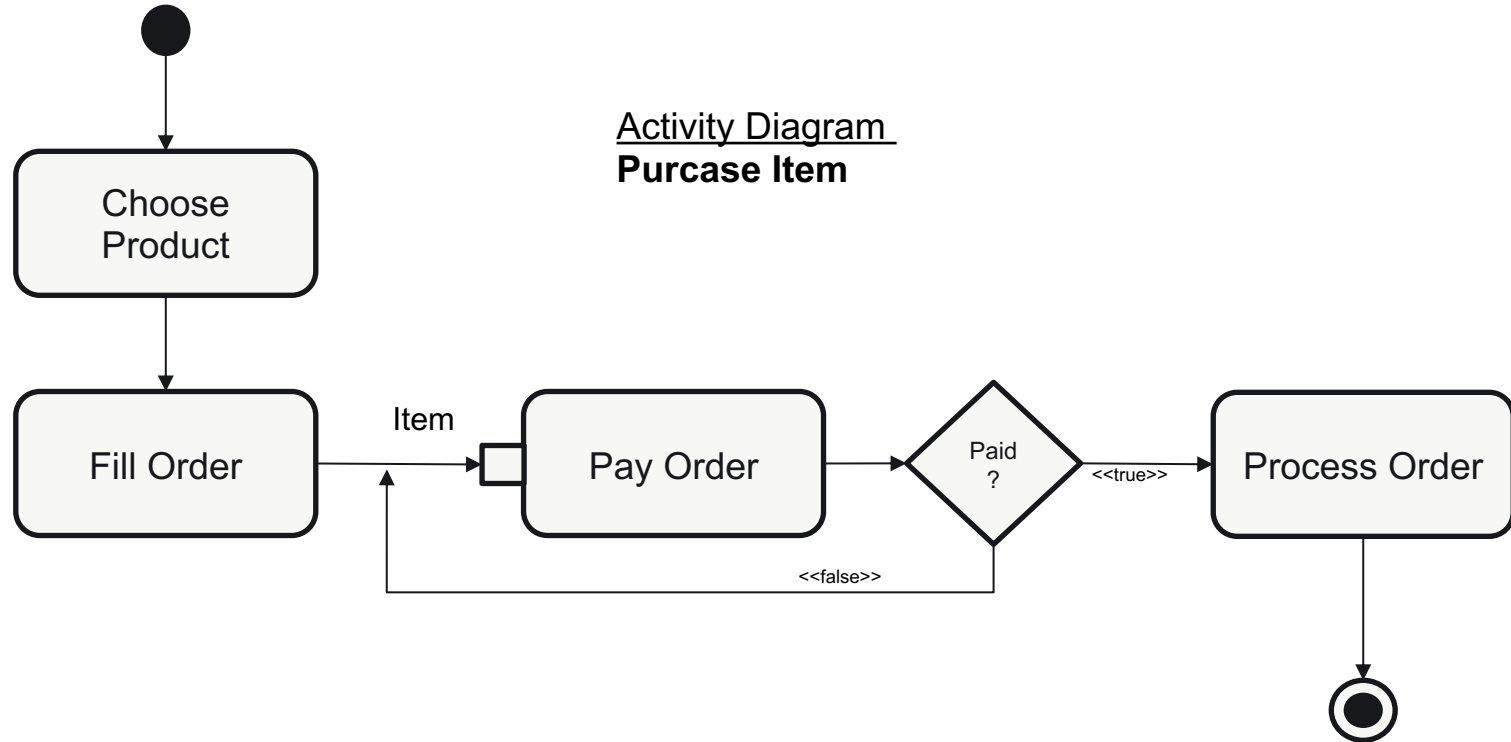 Activity Diagram
Purcase Item
Choose
Product
Fill Order
Item
Pay Order
Paid
?
<<true>>
Process Order
<<false>>